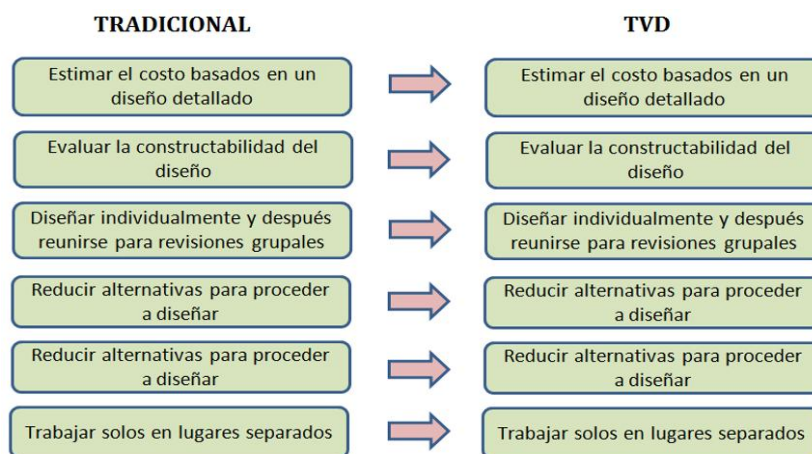 TRADICIONAL
TVD
Estimar el costo basados en un
diseño detallado
Estimar el costo basados en un
diseño detallado
Evaluar la constructabilidad del
diseño
Evaluar la constructabilidad del
diseño
Diseñar individualmente y después
reunirse para revisiones grupales
Diseñar individualmente y después
reunirse para revisiones grupales
Reducir alternativas para proceder
a diseñar
Reducir alternativas para proceder
a diseñar
Reducir alternativas para proceder
a diseñar
Reducir alternativas para proceder
a diseñar
Trabajar solos en lugares separados
Trabajar solos en lugares separados